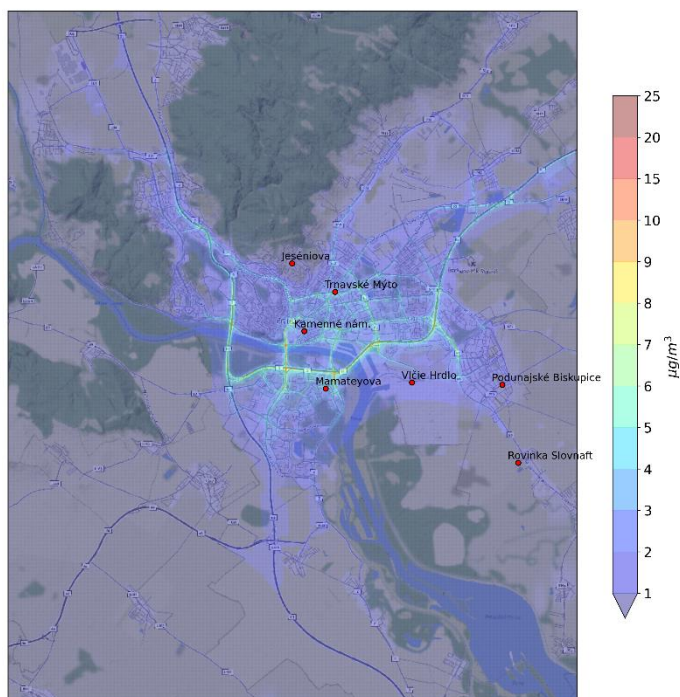 Jeséniova
Trnavské Mýto
Kamenné nám.
Mamateyova
Vlčie Hrdlo
Podunajské Biskupice
Rovinka Slovnaft
25
20
15
10
9
8
7
6
5
4
3
2
1
µg/m³